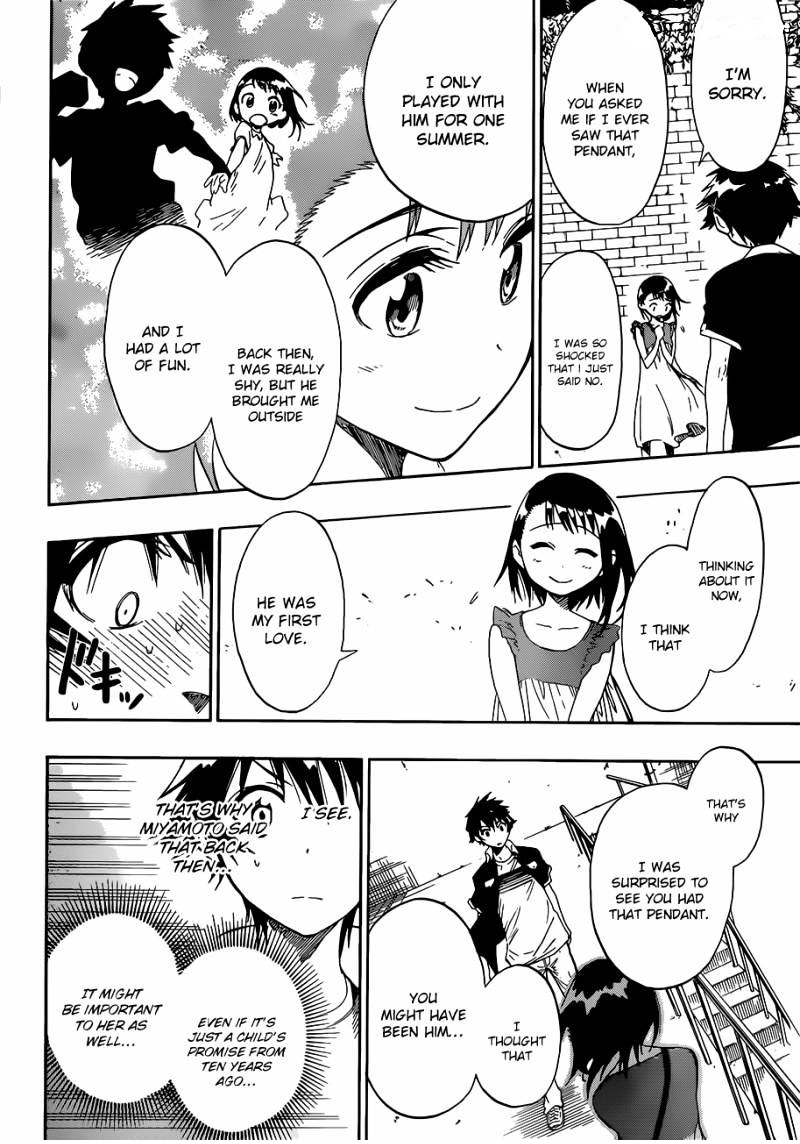 I'M
SORRY.
WHEN
YOU ASKED
ME IF I EVER
SAW THAT
PENDANT,
I WAS SO
SHOCKED
THAT I JUST
SAID NO.
I ONLY
PLAYED WITH
HIM FOR ONE
SUMMER.
BACK THEN,
I WAS REALLY
SHY, BUT HE
BROUGHT ME
OUTSIDE
AND I
HAD A LOT
OF FUN.
THINKING
ABOUT IT
NOW,
I THINK
THAT
HE WAS
MY FIRST
LOVE.
ドキッ
THAT'S
WHY
I WAS
SURPRISED TO
SEE YOU HAD
THAT PENDANT.
I
THOUGHT
THAT
YOU
MIGHT HAVE
BEEN HIM...
I SEE.
THAT'S WHY
MIYAMOTO SAID
THAT BACK
THEN...
EVEN IF IT'S
JUST A CHILD'S
PROMISE FROM
TEN YEARS
AGO...
IT MIGHT
BE IMPORTANT
TO HER AS
WELL...